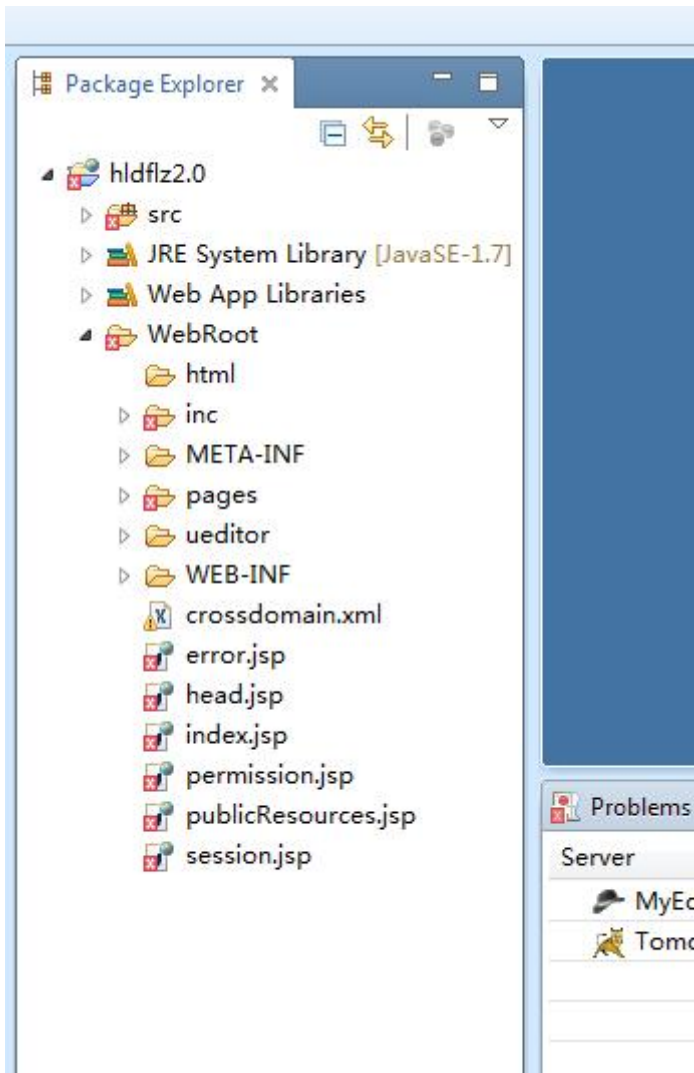 Package Explorer
hldflz2.0
src
JRE System Library [JavaSE-1.7]
Web App Libraries
WebRoot
html
inc
META-INF
pages
ueditor
WEB-INF
crossdomain.xml
error.jsp
head.jsp
index.jsp
permission.jsp
publicResources.jsp
session.jsp
Problems
Server